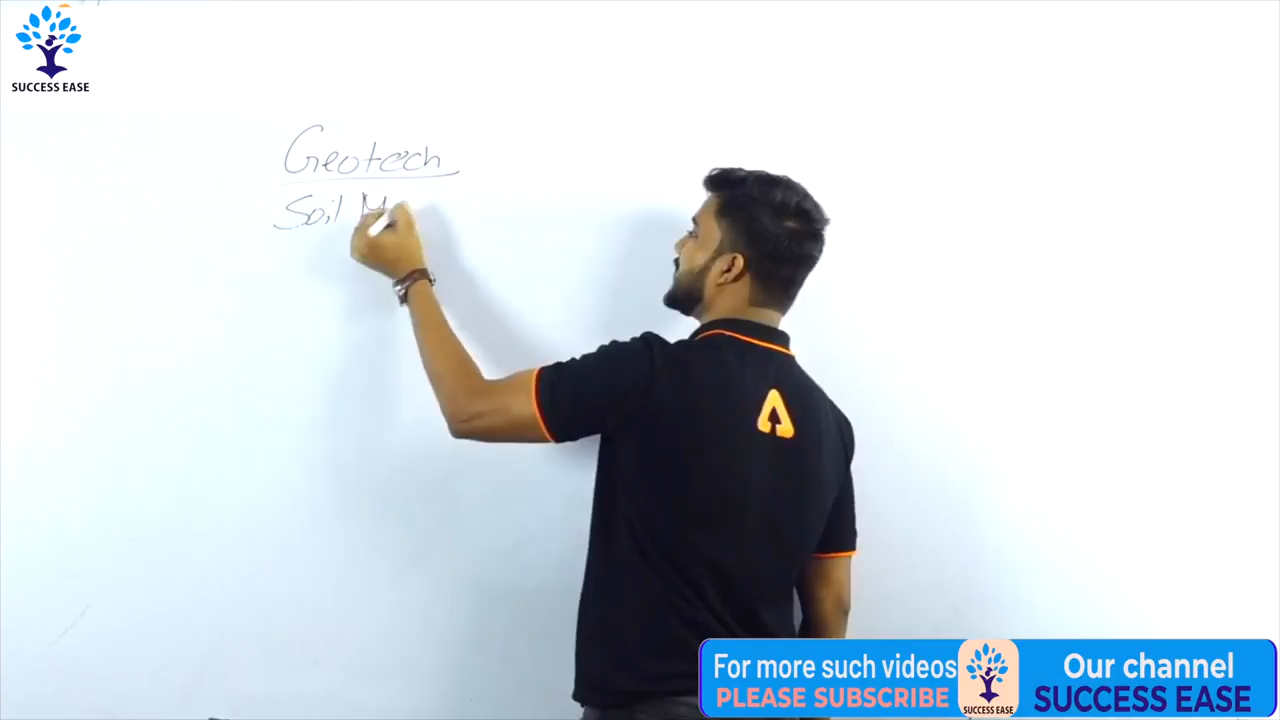 SUCCESS EASE
Geotech
Soil M
For more such videos
PLEASE SUBSCRIBE
SUCCESS EASE
Our channel
SUCCESS EASE